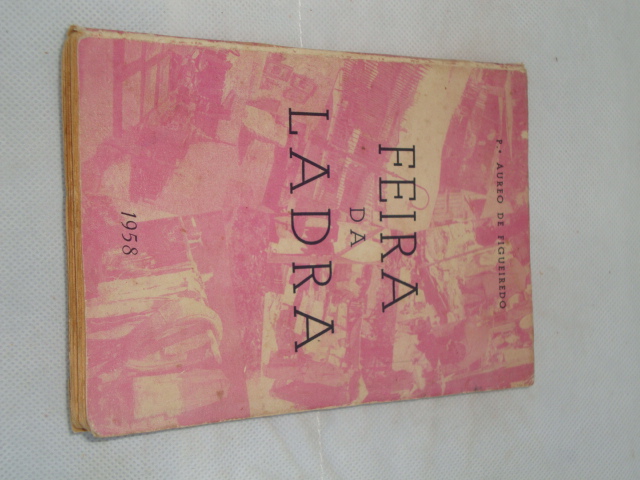 P.e AUREO DE FIGUEIREDO
FEIRA
DA
LADRA
1958